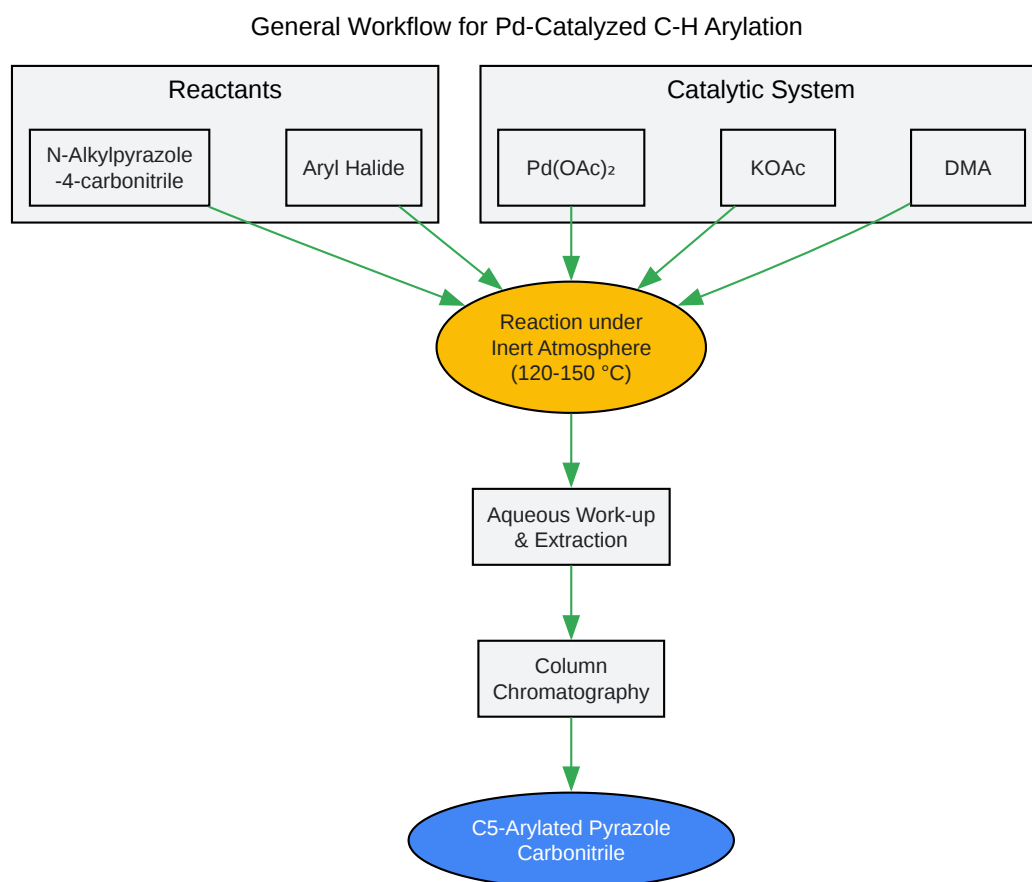 General Workflow for Pd-Catalyzed C-H Arylation
Reactants
Catalytic System
N-Alkylpyrazole
-4-carbonitrile
Aryl Halide
Pd(OAc)₂
KOAc
DMA
Reaction under
Inert Atmosphere
(120-150 °C)
Aqueous Work-up
& Extraction
Column
Chromatography
C5-Arylated Pyrazole
Carbonitrile